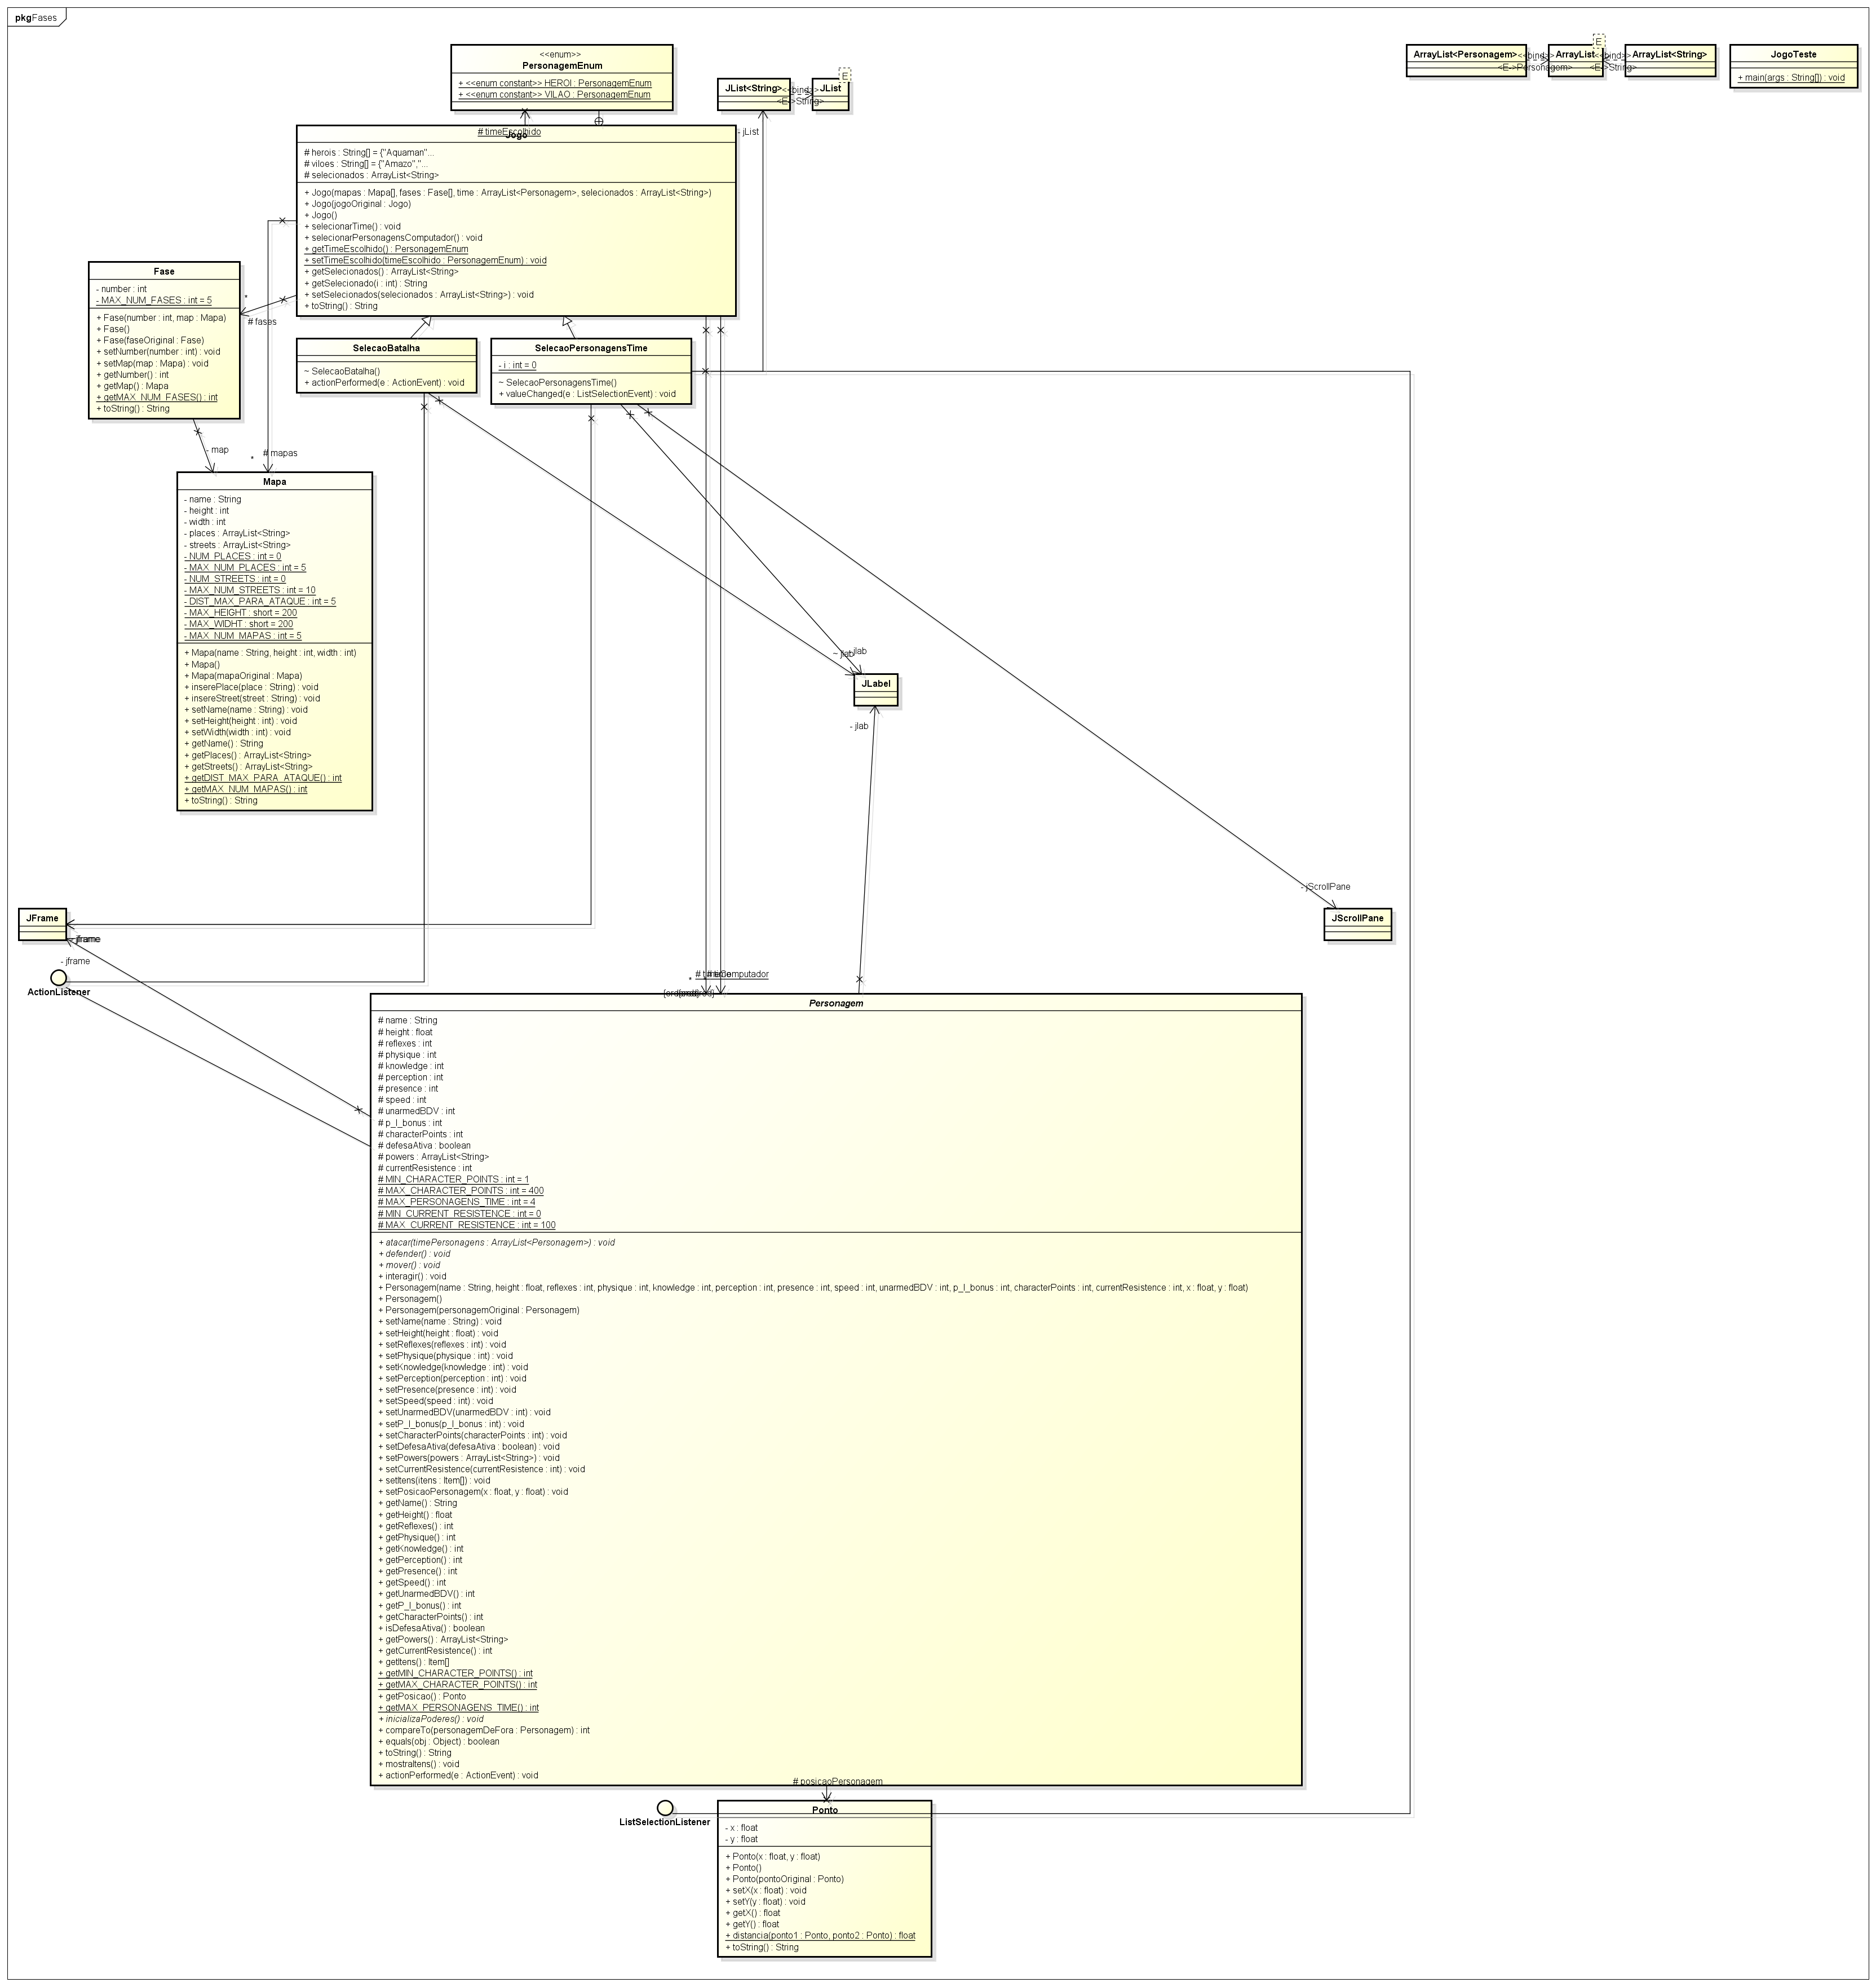 pkgFases
<<enum>>
PersonagemEnum
+ <<enum constant>> HEROI : PersonagemEnum
+ <<enum constant>> VILAO : PersonagemEnum
JList<String>
<<bind>>
<E->String>
E
JList
- jList
ArrayList<Personagem>
<<bind>>
<E->Personagem>
E
ArrayList
<<bind>>
<E->String>
ArrayList<String>
JogoTeste
+ main(args : String[]) : void
# timeEscolhido
Jogo
# herois : String[] = {"Aquaman"...
# viloes : String[] = {"Amazo","...
# selecionados : ArrayList<String>
+ Jogo(mapas : Mapa[], fases : Fase[], time : ArrayList<Personagem>, selecionados : ArrayList<String>)
+ Jogo(jogoOriginal : Jogo)
+ Jogo()
+ selecionarTime() : void
+ selecionarPersonagensComputador() : void
+ getTimeEscolhido() : PersonagemEnum
+ setTimeEscolhido(timeEscolhido : PersonagemEnum) : void
+ getSelecionados() : ArrayList<String>
+ getSelecionado(i : int) : String
+ setSelecionados(selecionados : ArrayList<String>) : void
+ toString() : String
Fase
- number : int
- MAX_NUM_FASES : int = 5
+ Fase(number : int, map : Mapa)
+ Fase()
+ Fase(faseOriginal : Fase)
+ setNumber(number : int) : void
+ setMap(map : Mapa) : void
+ getNumber() : int
+ getMap() : Mapa
+ getMAX_NUM_FASES() : int
+ toString() : String
*
# fases
SelecaoBatalha
~ SelecaoBatalha()
+ actionPerformed(e : ActionEvent) : void
SelecaoPersonagensTime
- i : int = 0
~ SelecaoPersonagensTime()
+ valueChanged(e : ListSelectionEvent) : void
- map
*
# mapas
Mapa
- name : String
- height : int
- width : int
- places : ArrayList<String>
- streets : ArrayList<String>
- NUM_PLACES : int = 0
- MAX_NUM_PLACES : int = 5
- NUM_STREETS : int = 0
- MAX_NUM_STREETS : int = 10
- DIST_MAX_PARA_ATAQUE : int = 5
- MAX_HEIGHT : short = 200
- MAX_WIDHT : short = 200
- MAX_NUM_MAPAS : int = 5
+ Mapa(name : String, height : int, width : int)
+ Mapa()
+ Mapa(mapaOriginal : Mapa)
+ inserePlace(place : String) : void
+ insereStreet(street : String) : void
+ setName(name : String) : void
+ setHeight(height : int) : void
+ setWidth(width : int) : void
+ getName() : String
+ getPlaces() : ArrayList<String>
+ getStreets() : ArrayList<String>
+ getDIST_MAX_PARA_ATAQUE() : int
+ getMAX_NUM_MAPAS() : int
+ toString() : String
~ jlab
jlab
JLabel
- jlab
- jScrollPane
JScrollPane
JFrame
jframe
- jframe
ActionListener
*
# timeComputador
Personagem
# name : String
# height : float
# reflexes : int
# physique : int
# knowledge : int
# perception : int
# presence : int
# speed : int
# unarmedBDV : int
# p_I_bonus : int
# characterPoints : int
# defesaAtiva : boolean
# powers : ArrayList<String>
# currentResistence : int
# MIN_CHARACTER_POINTS : int = 1
# MAX_CHARACTER_POINTS : int = 400
# MAX_PERSONAGENS_TIME : int = 4
# MIN_CURRENT_RESISTENCE : int = 0
# MAX_CURRENT_RESISTENCE : int = 100
+ atacar(timePersonagens : ArrayList<Personagem>) : void
+ defender() : void
+ mover() : void
+ interagir() : void
+ Personagem(name : String, height : float, reflexes : int, physique : int, knowledge : int, perception : int, presence : int, speed : int, unarmedBDV : int, p_I_bonus : int, characterPoints : int, currentResistence : int, x : float, y : float)
+ Personagem()
+ Personagem(personagemOriginal : Personagem)
+ setName(name : String) : void
+ setHeight(height : float) : void
+ setReflexes(reflexes : int) : void
+ setPhysique(physique : int) : void
+ setKnowledge(knowledge : int) : void
+ setPerception(perception : int) : void
+ setPresence(presence : int) : void
+ setSpeed(speed : int) : void
+ setUnarmedBDV(unarmedBDV : int) : void
+ setP_I_bonus(p_I_bonus : int) : void
+ setCharacterPoints(characterPoints : int) : void
+ setDefesaAtiva(defesaAtiva : boolean) : void
+ setPowers(powers : ArrayList<String>) : void
+ setCurrentResistence(currentResistence : int) : void
+ setItens(itens : Item[]) : void
+ setPosicaoPersonagem(x : float, y : float) : void
+ getName() : String
+ getHeight() : float
+ getReflexes() : int
+ getPhysique() : int
+ getKnowledge() : int
+ getPerception() : int
+ getPresence() : int
+ getSpeed() : int
+ getUnarmedBDV() : int
+ getP_I_bonus() : int
+ getCharacterPoints() : int
+ isDefesaAtiva() : boolean
+ getPowers() : ArrayList<String>
+ getCurrentResistence() : int
+ getItens() : Item[]
+ getMIN_CHARACTER_POINTS() : int
+ getMAX_CHARACTER_POINTS() : int
+ getPosicao() : Ponto
+ getMAX_PERSONAGENS_TIME() : int
+ inicializaPoderes() : void
+ compareTo(personagemDeFora : Personagem) : int
+ equals(obj : Object) : boolean
+ toString() : String
+ mostraItens() : void
+ actionPerformed(e : ActionEvent) : void
# posicaoPersonagem
ListSelectionListener
Ponto
- x : float
- y : float
+ Ponto(x : float, y : float)
+ Ponto()
+ Ponto(pontoOriginal : Ponto)
+ setX(x : float) : void
+ setY(y : float) : void
+ getX() : float
+ getY() : float
+ distancia(ponto1 : Ponto, ponto2 : Ponto) : float
+ toString() : String